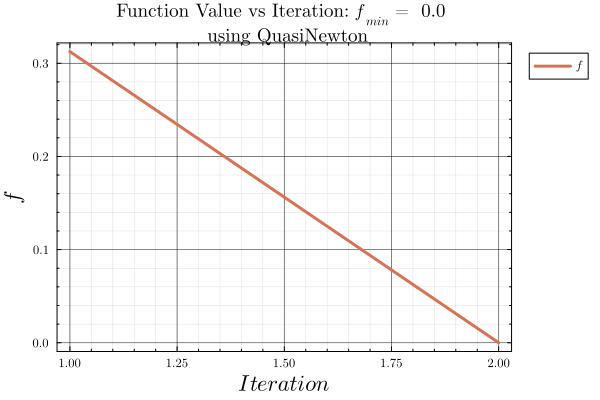 Function Value vs Iteration: f_min = 0.0
using QuasiNewton
f
0.3
0.2
0.1
0.0
f
1.00 1.25 1.50 1.75 2.00
Iteration